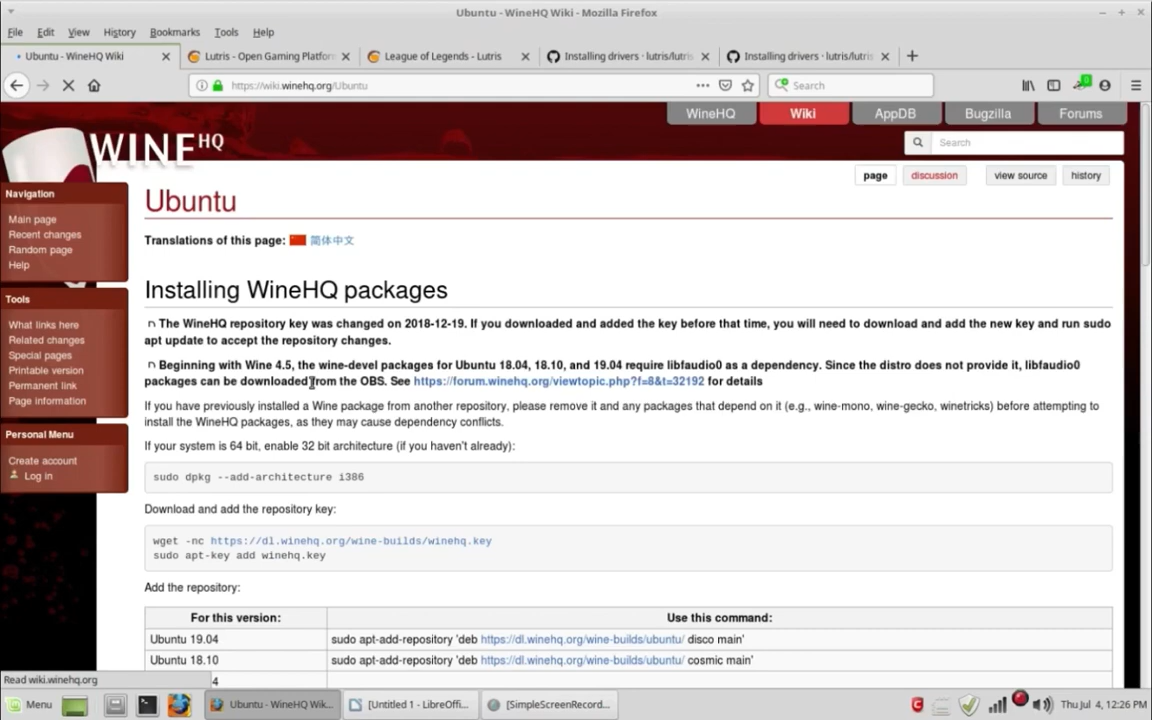 Ubuntu - WineHQ Wiki - Mozilla Firefox
File Edit View History Bookmarks Tools Help
Ubuntu - WineHQ Wiki
Lutris - Open Gaming Platform
League of Legends - Lutris
Installing drivers · lutris/lutris
Installing drivers · lutris/lutris
https://wiki.winehq.org/Ubuntu
Search
WineHQ Wiki AppDB Bugzilla Forums
WINE HQ
Search
page discussion view source history
Navigation
Main page
Recent changes
Random page
Help
Tools
What links here
Related changes
Special pages
Printable version
Permanent link
Page information
Personal Menu
Create account
Log in
Ubuntu
Translations of this page: 简体中文
Installing WineHQ packages
The WineHQ repository key was changed on 2018-12-19. If you downloaded and added the key before that time, you will need to download and add the new key and run sudo
apt update to accept the repository changes.
Beginning with Wine 4.5, the wine-devel packages for Ubuntu 18.04, 18.10, and 19.04 require libfaudio0 as a dependency. Since the distro does not provide it, libfaudio0
packages can be downloaded from the OBS. See https://forum.winehq.org/viewtopic.php?f=8&t=32192 for details
If you have previously installed a Wine package from another repository, please remove it and any packages that depend on it (e.g., wine-mono, wine-gecko, winetricks) before attempting to
install the WineHQ packages, as they may cause dependency conflicts.
If your system is 64 bit, enable 32 bit architecture (if you haven't already):
sudo dpkg --add-architecture i386
Download and add the repository key:
wget -nc https://dl.winehq.org/wine-builds/winehq.key
sudo apt-key add winehq.key
Add the repository:
For this version: Use this command:
Ubuntu 19.04 sudo apt-add-repository 'deb https://dl.winehq.org/wine-builds/ubuntu/ disco main'
Ubuntu 18.10 sudo apt-add-repository 'deb https://dl.winehq.org/wine-builds/ubuntu/ cosmic main'
4
Read wiki.winehq.org
Menu
Ubuntu - WineHQ Wik...
[Untitled 1 - LibreOffi...
[SimpleScreenRecord...
Thu Jul 4, 12:26 PM